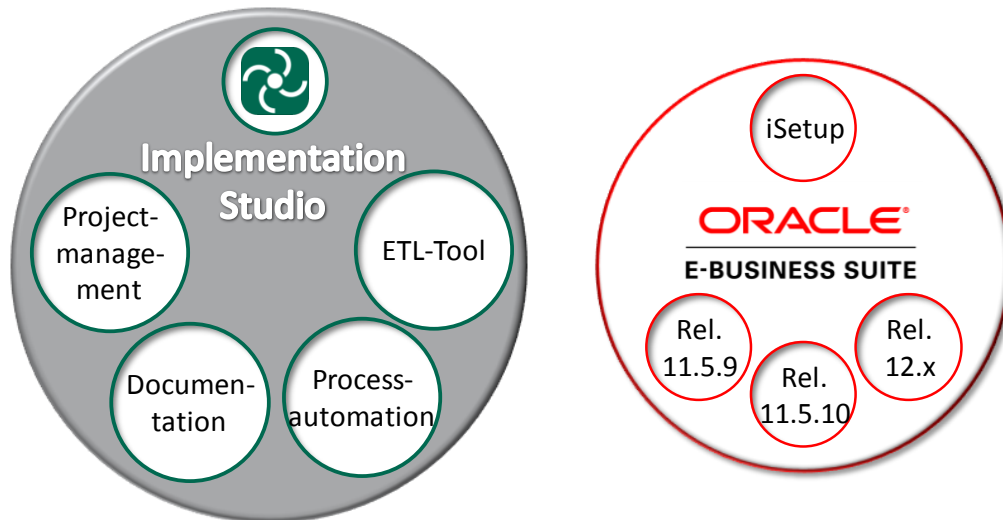 Implementation
Studio
Project-
manage-
ment
ETL-Tool
Documen-
tation
Process-
automation
iSetup
ORACLE®
E-BUSINESS SUITE
Rel.
11.5.9
Rel.
11.5.10
Rel.
12.x